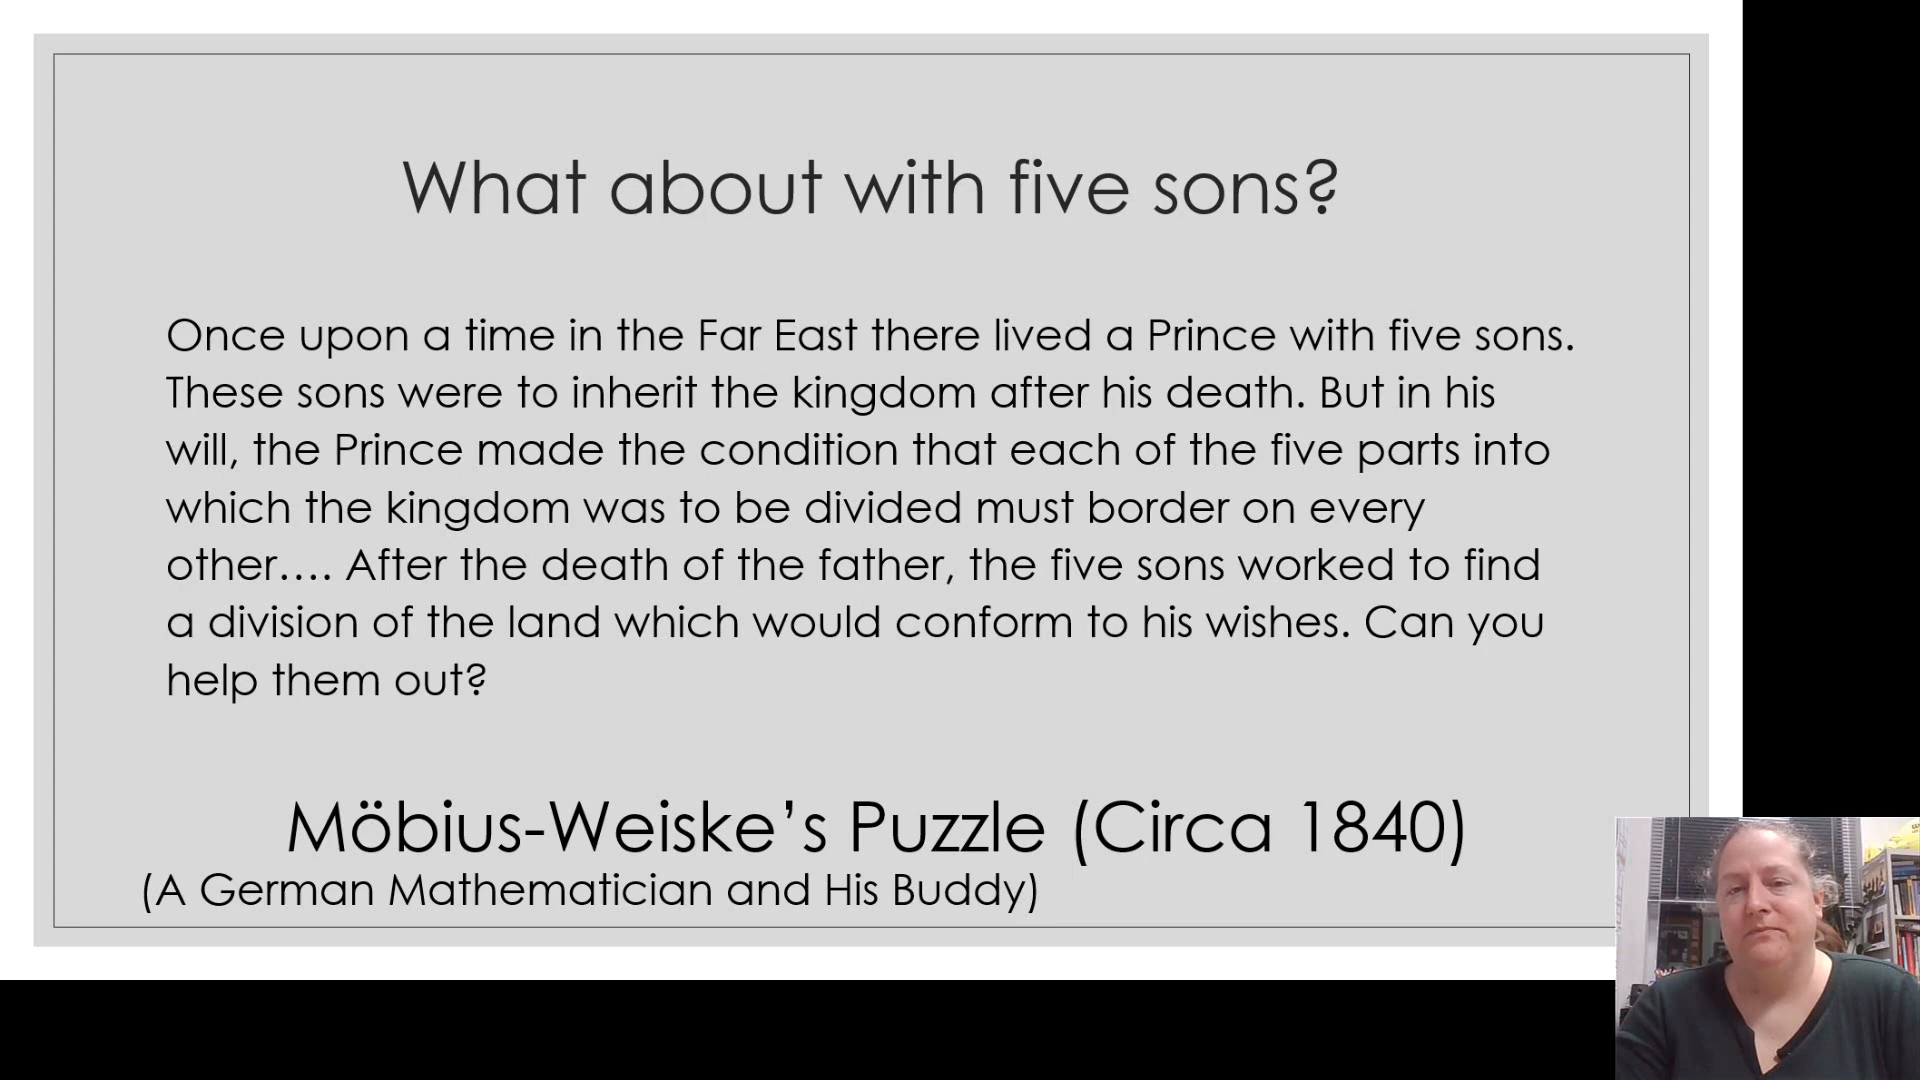 What about with five sons?
Once upon a time in the Far East there lived a Prince with five sons.
These sons were to inherit the kingdom after his death. But in his
will, the Prince made the condition that each of the five parts into
which the kingdom was to be divided must border on every
other…. After the death of the father, the five sons worked to find
a division of the land which would conform to his wishes. Can you
help them out?
Möbius-Weiske’s Puzzle (Circa 1840)
(A German Mathematician and His Buddy)